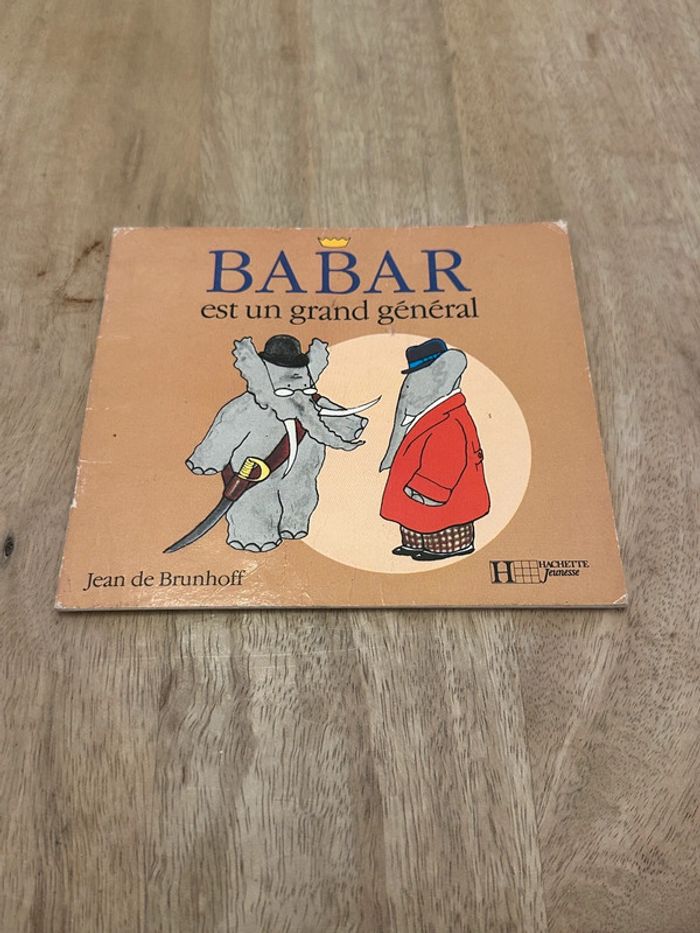 BABAR
est un grand général
Jean de Brunhoff
H HACHETTE
Jeunesse